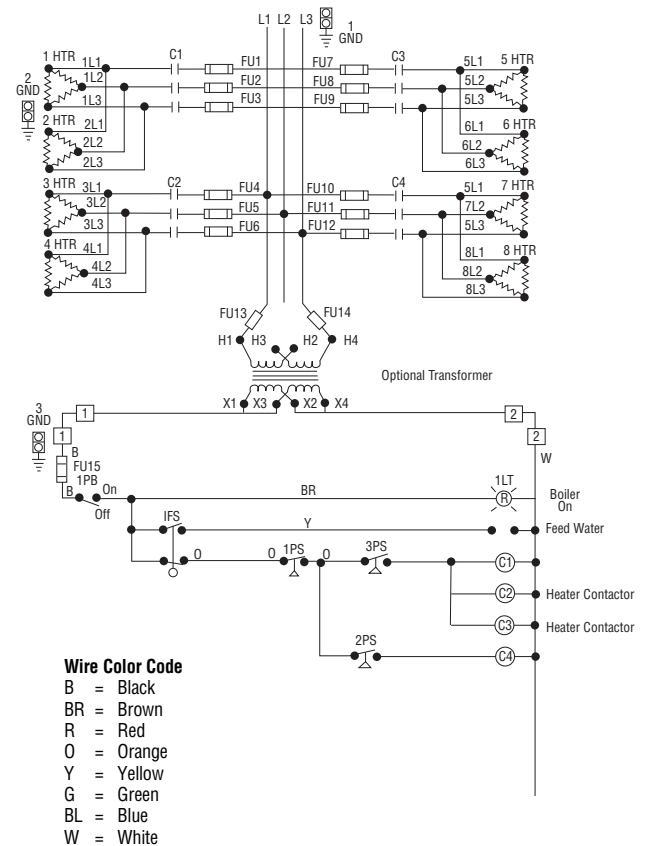 L1 L2 L3 1 GND
1 HTR 1L1 C1 FU1 FU7 C3 5L1 5 HTR
1L2 FU2 FU8 5L2
2 GND 1L3 FU3 FU9 5L3
2 HTR 2L1 6L1 6 HTR
2L2 6L2
2L3 6L3
3 HTR 3L1 C2 FU4 FU10 C4 5L1 7 HTR
3L2 FU5 FU11 7L2
3L3 FU6 FU12 5L3
4 HTR 4L1 8L1 8 HTR
4L2 8L2
4L3 8L3
FU13 FU14
H1 H3 H2 H4
Optional Transformer
X1 X3 X2 X4
3 GND 1 2
1 2
B W
FU15
1PB
B On BR 1LT R Boiler On
Off
IFS Y Feed Water
O O 1PS O 3PS C1
C2 Heater Contactor
C3 Heater Contactor
2PS C4
Wire Color Code
B = Black
BR = Brown
R = Red
O = Orange
Y = Yellow
G = Green
BL = Blue
W = White